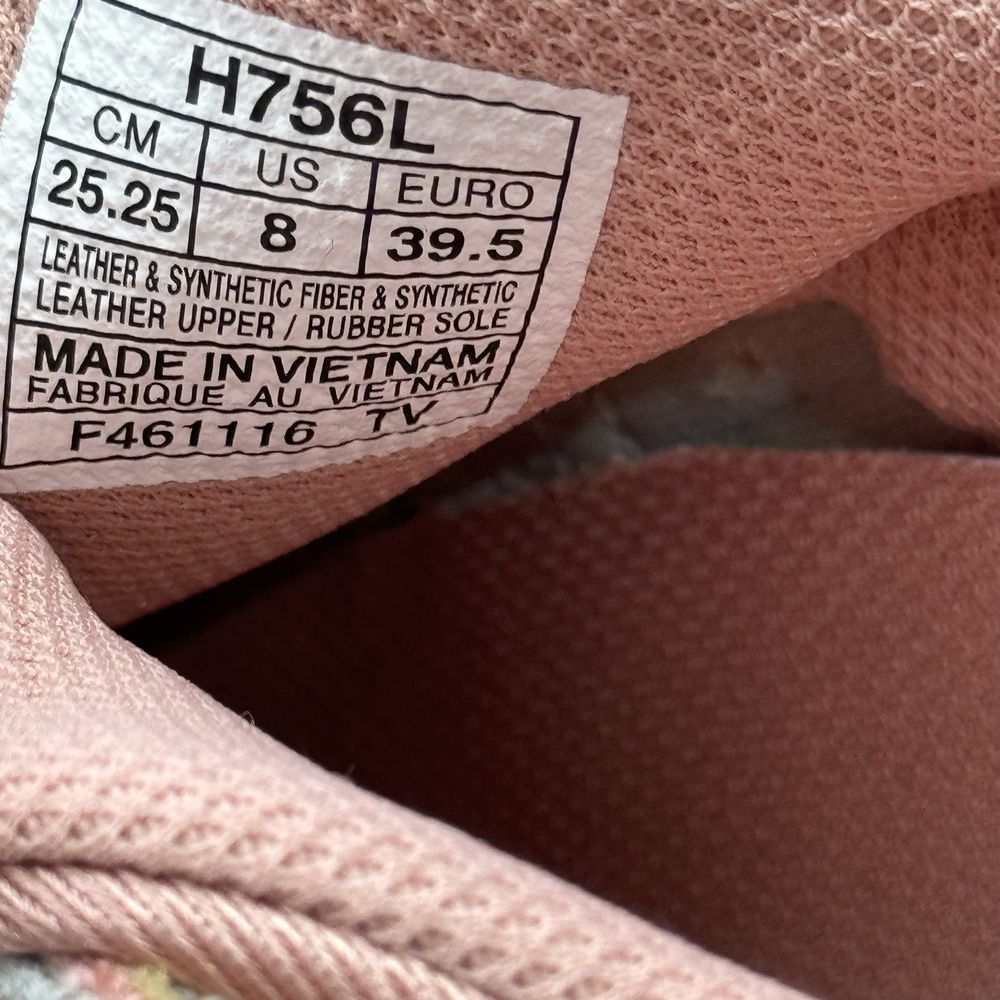 H756L
CM US EURO
25.25 8 39.5
LEATHER & SYNTHETIC FIBER & SYNTHETIC
LEATHER UPPER / RUBBER SOLE
MADE IN VIETNAM
FABRIQUE AU VIETNAM
F461116 TV